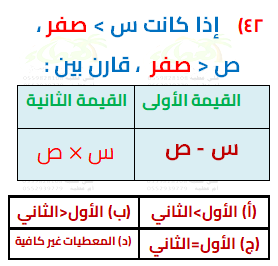 ٤٢) إذا كانت س > صفر ،
ص < صفر ، قارن بين :
القيمة الأولى القيمة الثانية
س - ص س × ص
(أ) الأول>الثاني (ب) الأول<الثاني
(ج) الأول=الثاني (د) المعطيات غير كافية